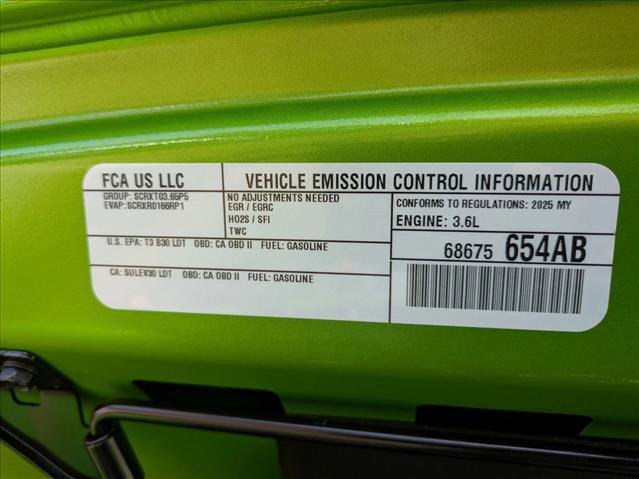 FCA US LLC
GROUP: SCRXT03.65P5
EVAP: SCRXR0166RP1
VEHICLE EMISSION CONTROL INFORMATION
NO ADJUSTMENTS NEEDED
EGR / EGRC
HO2S / SFI
TWC
CONFORMS TO REGULATIONS: 2025 MY
ENGINE: 3.6L
U.S. EPA: T3 B30 LDT OBD: CA OBD II FUEL: GASOLINE
68675 654AB
CA: SULEV30 LDT OBD: CA OBD II FUEL: GASOLINE